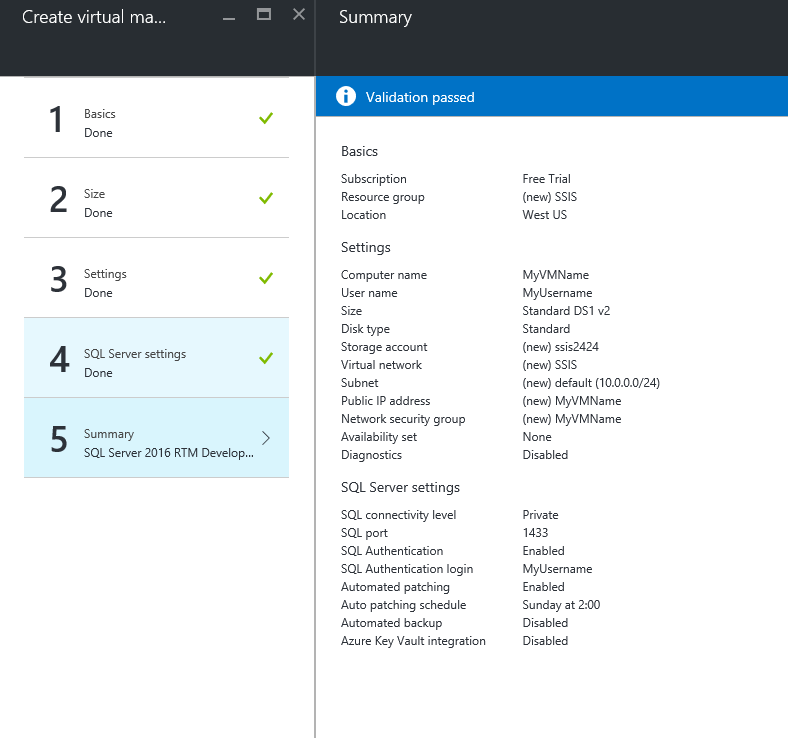 Create virtual ma...
1
Basics
Done
2
Size
Done
3
Settings
Done
4
SQL Server settings
Done
5
Summary
SQL Server 2016 RTM Develop...
Summary
Validation passed
Basics
Subscription Free Trial
Resource group (new) SSIS
Location West US
Settings
Computer name MyVMName
User name MyUsername
Size Standard DS1 v2
Disk type Standard
Storage account (new) ssis2424
Virtual network (new) SSIS
Subnet (new) default (10.0.0.0/24)
Public IP address (new) MyVMName
Network security group (new) MyVMName
Availability set None
Diagnostics Disabled
SQL Server settings
SQL connectivity level Private
SQL port 1433
SQL Authentication Enabled
SQL Authentication login MyUsername
Automated patching Enabled
Auto patching schedule Sunday at 2:00
Automated backup Disabled
Azure Key Vault integration Disabled